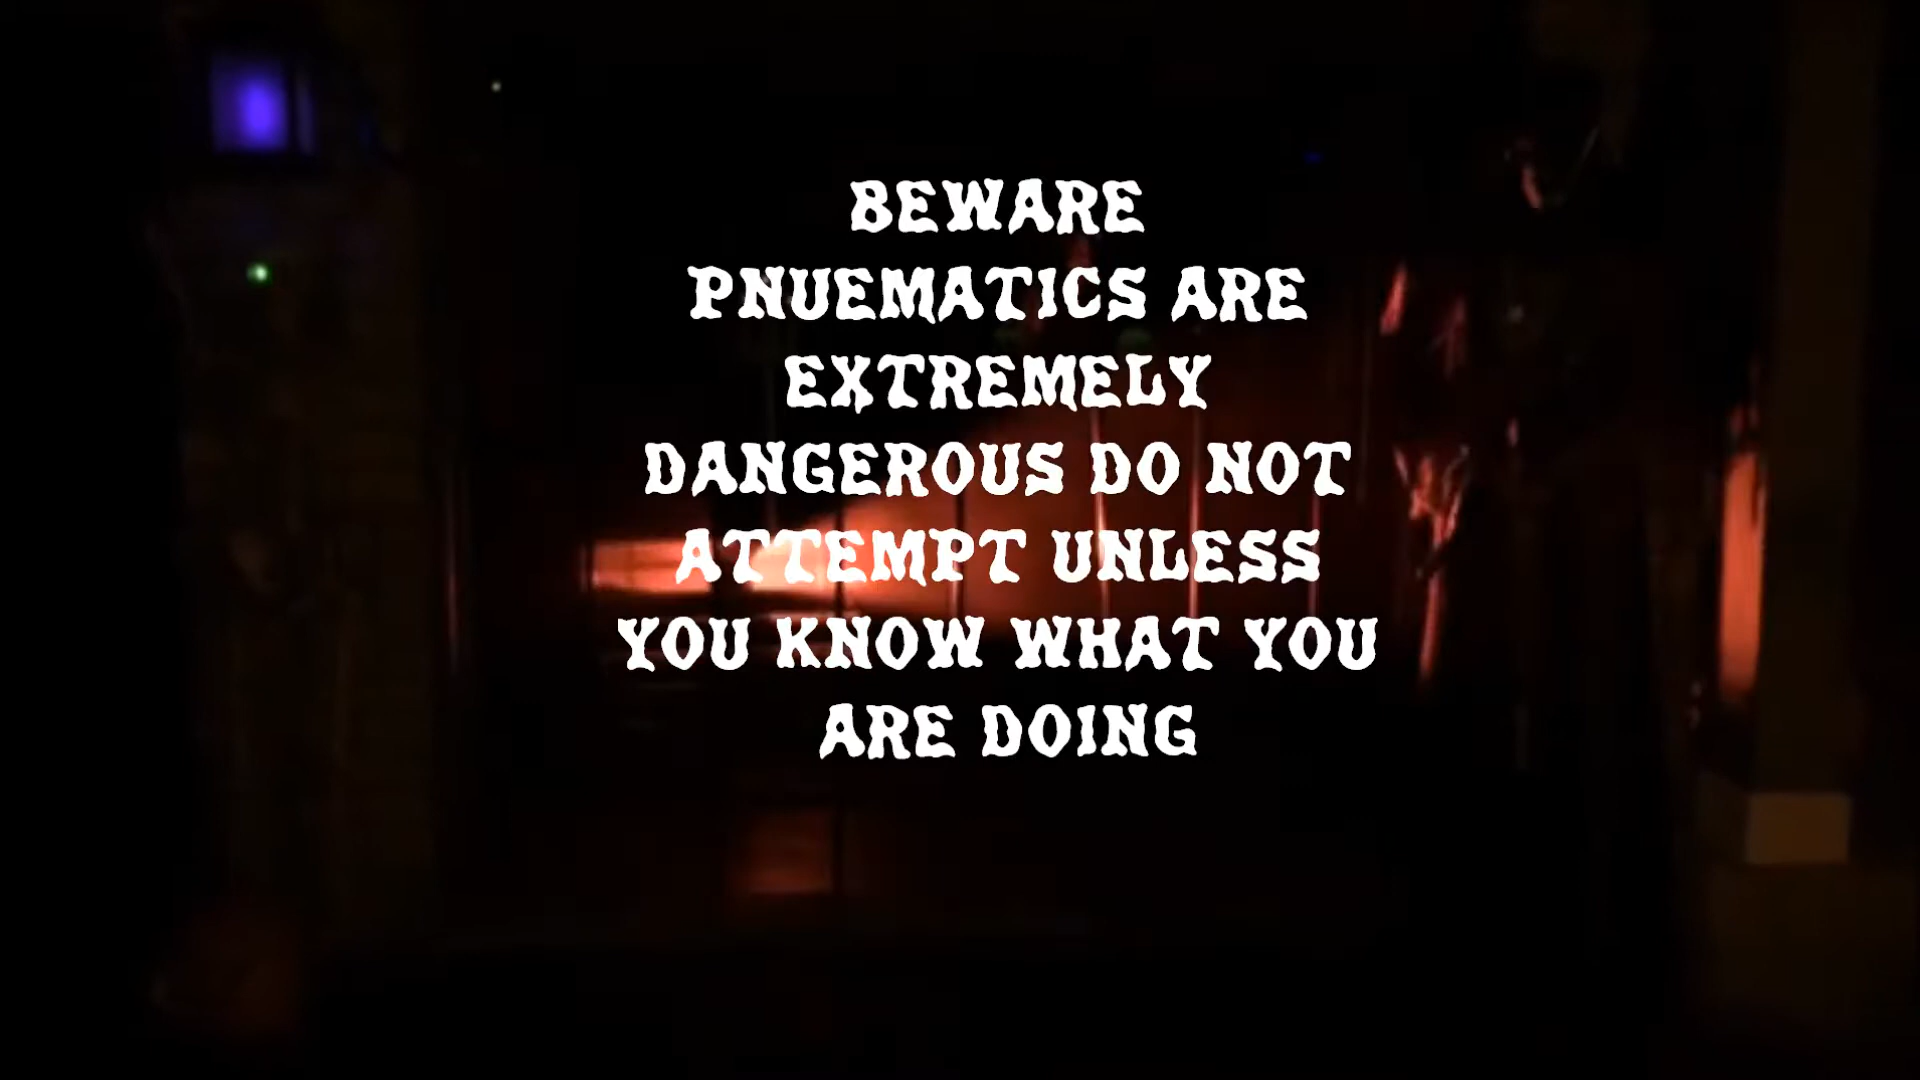 BEWARE
PNUEMATICS ARE
EXTREMELY
DANGEROUS DO NOT
ATTEMPT UNLESS
YOU KNOW WHAT YOU
ARE DOING